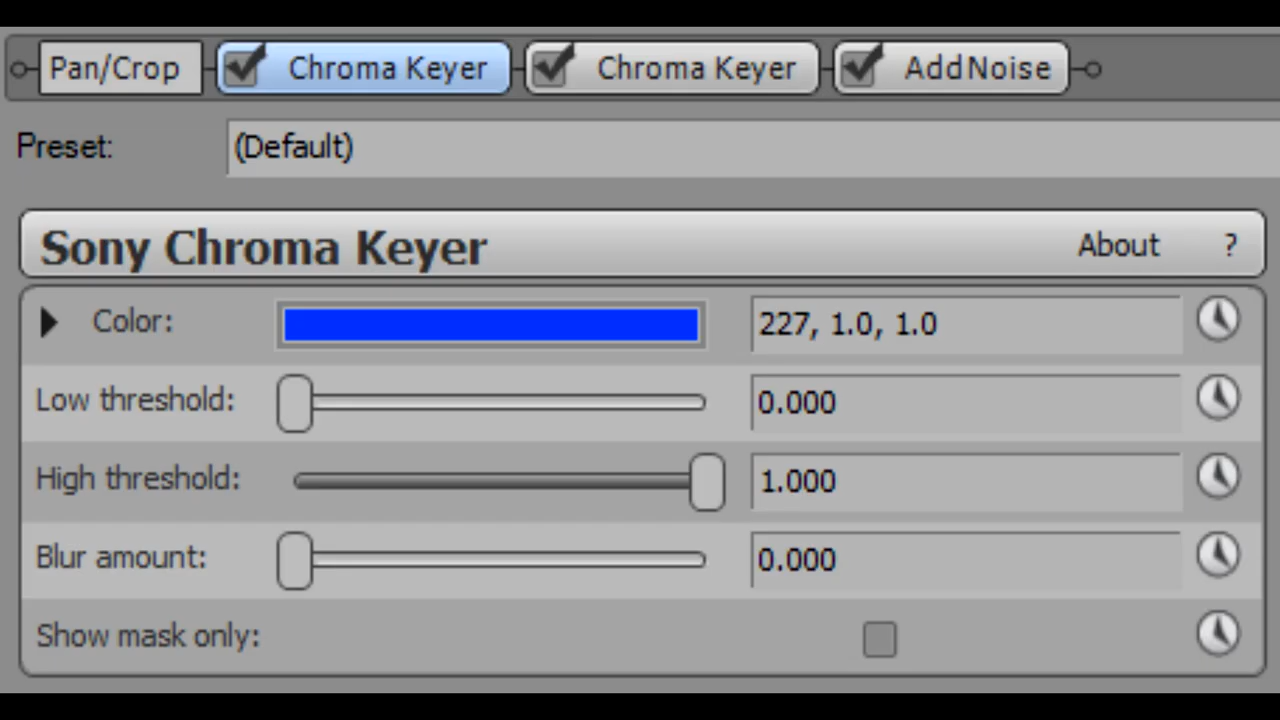 Pan/Crop Chroma Keyer Chroma Keyer AddNoise
Preset: (Default)
Sony Chroma Keyer About ?
Color: 227, 1.0, 1.0
Low threshold: 0.000
High threshold: 1.000
Blur amount: 0.000
Show mask only: